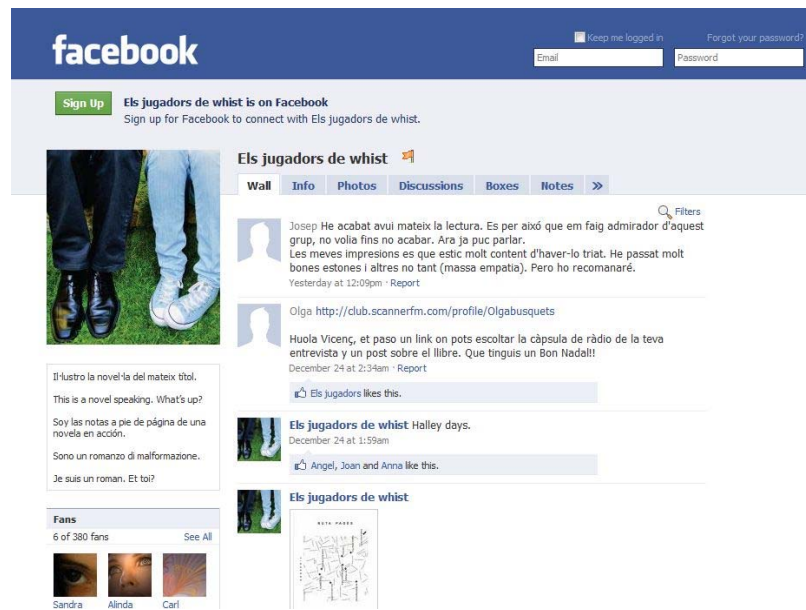 facebook
Keep me logged in
Forgot your password?
Email
Password
Sign Up
Els jugadors de whist is on Facebook
Sign up for Facebook to connect with Els jugadors de whist.
Els jugadors de whist
Wall Info Photos Discussions Boxes Notes »
Filters
Josep He acabat avui mateix la lectura. Es per aixó que em faig admirador d'aquest
grup, no volia fins no acabar. Ara ja puc parlar.
Les meves impresions es que estic molt content d'haver-lo triat. He passat molt
bones estones i altres no tant (massa empatia). Pero ho recomanaré.
Yesterday at 12:09pm · Report
Olga http://club.scannerfm.com/profile/Olgabusquets
Huola Vicenç, et paso un link on pots escoltar la càpsula de ràdio de la teva
entrevista y un post sobre el llibre. Que tinguis un Bon Nadal!!
December 24 at 2:34am · Report
Els jugadors likes this.
Els jugadors de whist Halley days.
December 24 at 1:59am
Angel, Joan and Anna like this.
Els jugadors de whist
Il·lustro la novel·la del mateix títol.
This is a novel speaking. What's up?
Soy las notas a pie de página de una
novela en acción.
Sono un romanzo di malformazione.
Je suis un roman. Et toi?
Fans
6 of 380 fans
See All
Sandra
Alinda
Carl